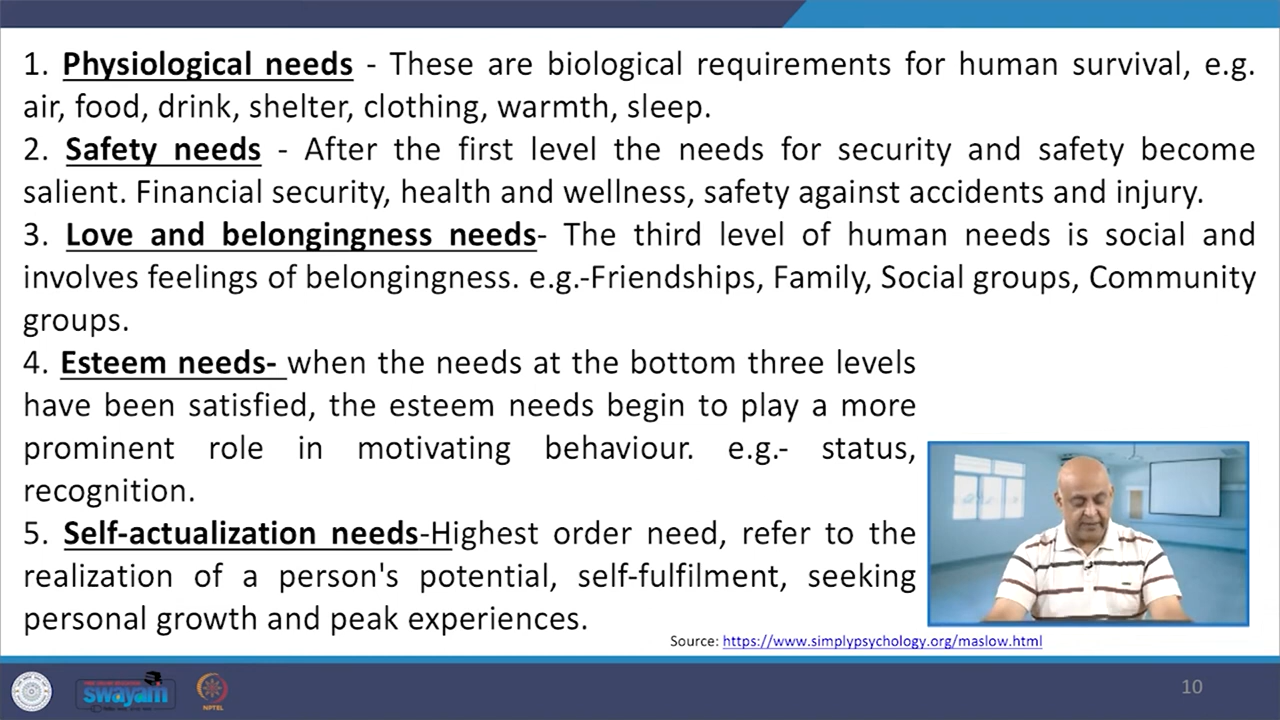 1. Physiological needs - These are biological requirements for human survival, e.g.
air, food, drink, shelter, clothing, warmth, sleep.
2. Safety needs - After the first level the needs for security and safety become
salient. Financial security, health and wellness, safety against accidents and injury.
3. Love and belongingness needs- The third level of human needs is social and
involves feelings of belongingness. e.g.-Friendships, Family, Social groups, Community
groups.
4. Esteem needs- when the needs at the bottom three levels
have been satisfied, the esteem needs begin to play a more
prominent role in motivating behaviour. e.g.- status,
recognition.
5. Self-actualization needs-Highest order need, refer to the
realization of a person's potential, self-fulfilment, seeking
personal growth and peak experiences.
Source: https://www.simplypsychology.org/maslow.html
swayam
NPTEL
10